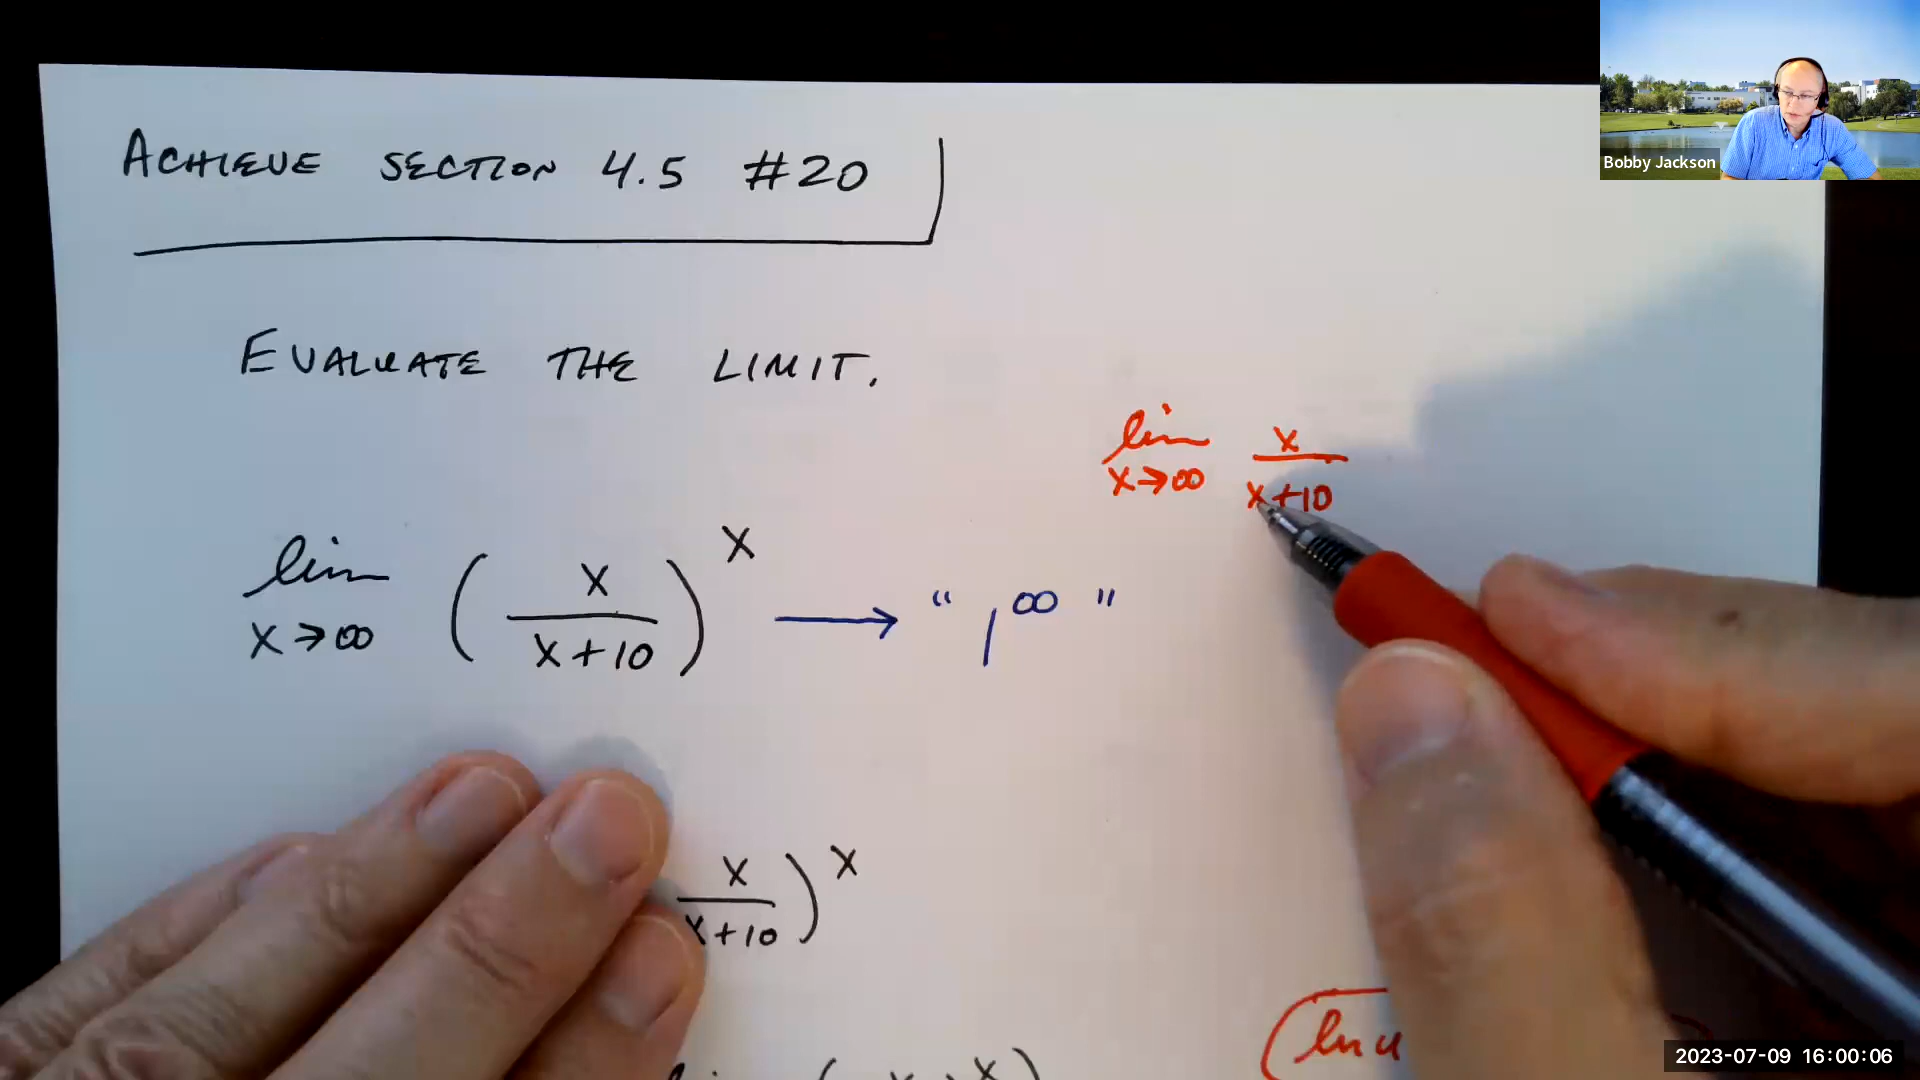 Bobby Jackson
ACHIEVE SECTION 4.5 #20
EVALUATE THE LIMIT.
lim x→∞ x/(x+10)
lim x→∞ (x/(x+10))^x → "1^∞"
x/(x+10))^x
ln u
2023-07-09 16:00:06